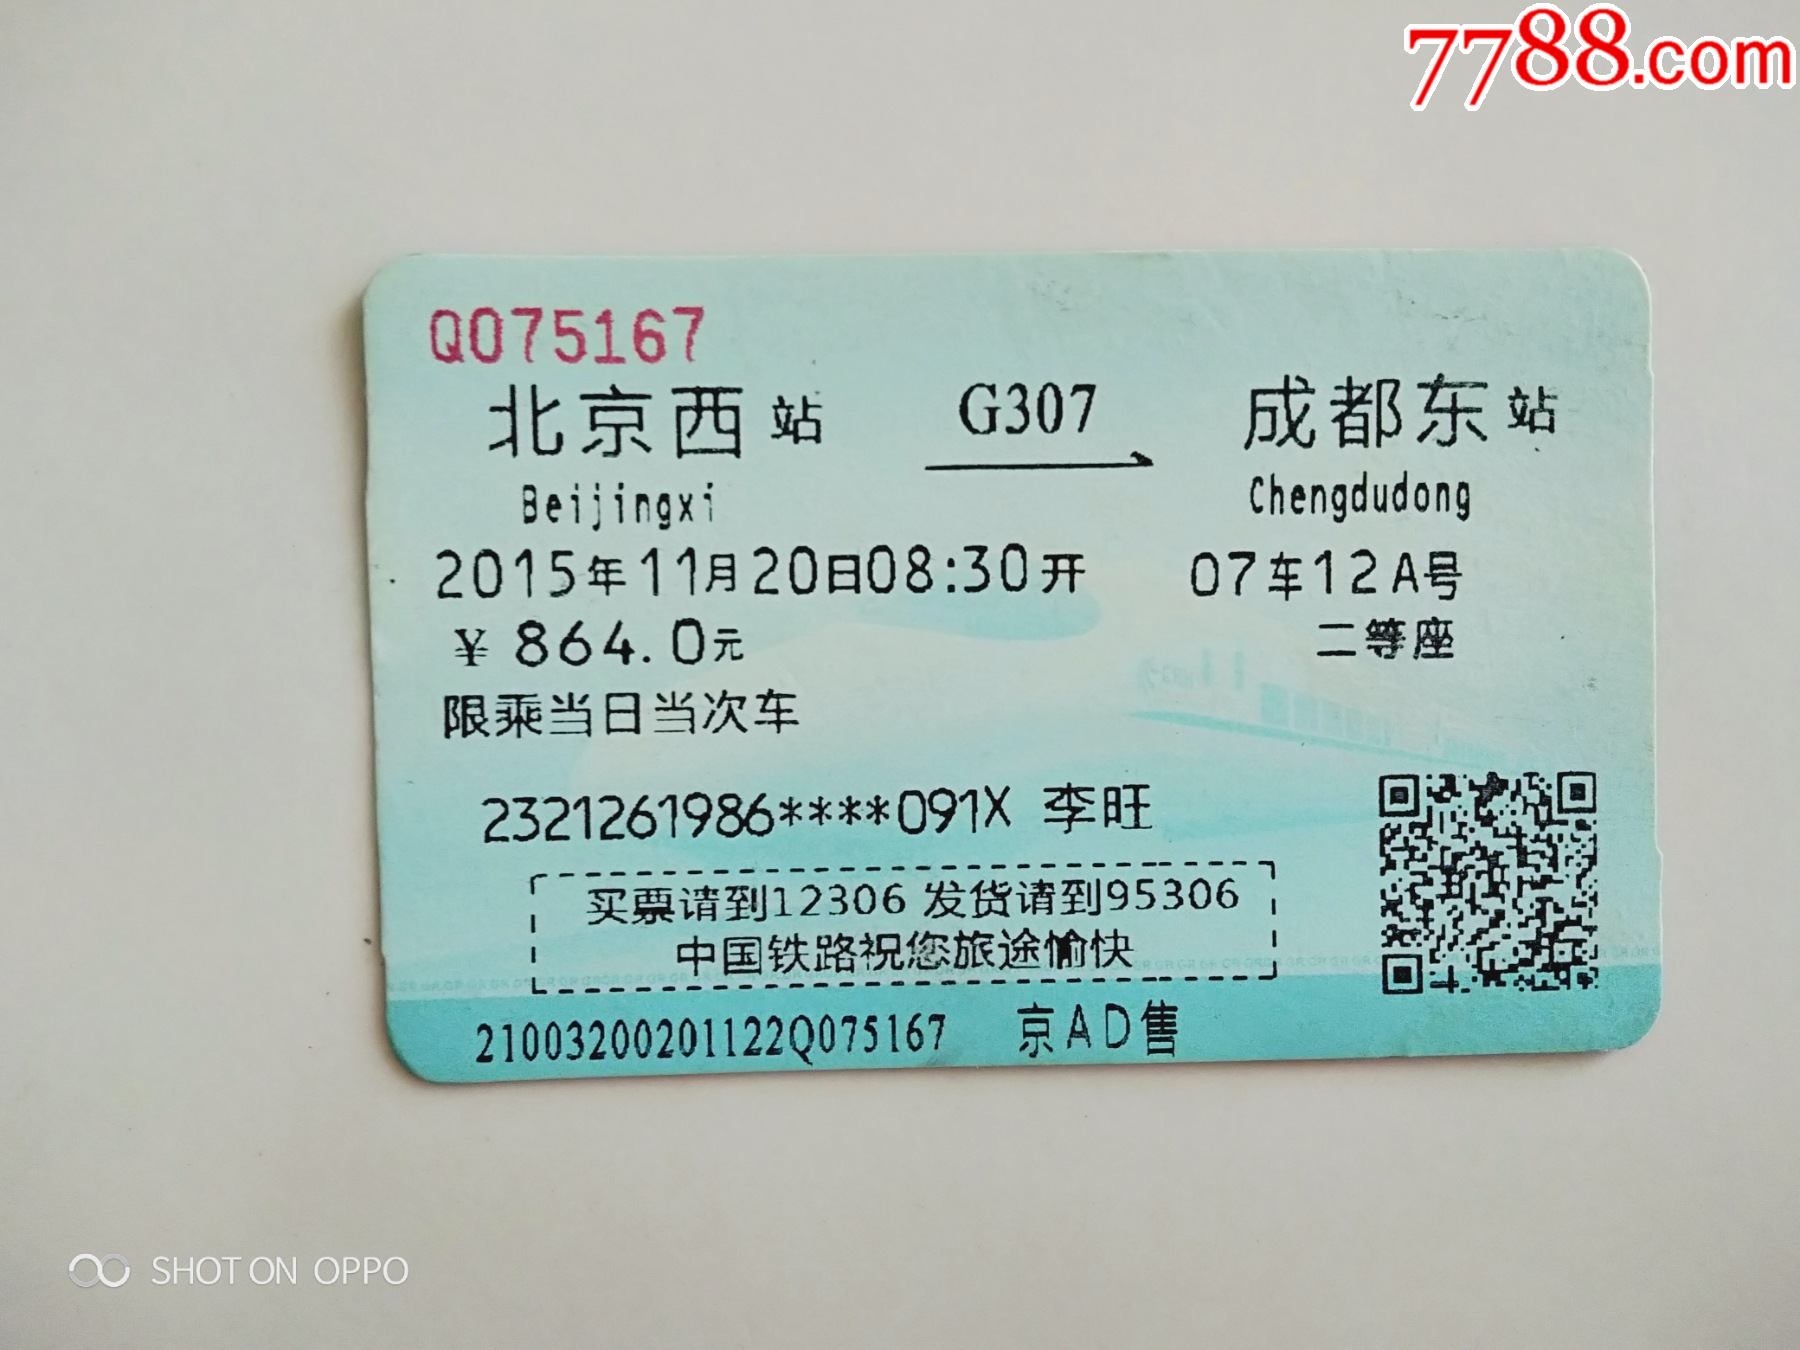 7788.com
Q075167
北京西站 G307 成都东站
Beijingxi Chengdudong
2015年11月20日08:30开 07车12A号
¥864.0元 二等座
限乘当日当次车
2321261986****091X 李旺
买票请到12306 发货请到95306
中国铁路祝您旅途愉快
21003200201122Q075167 京AD售
SHOT ON OPPO